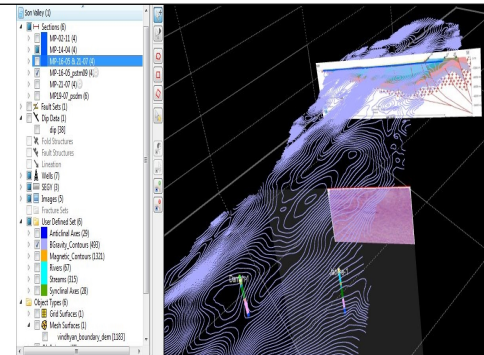 Son Valley (1)
Sections (6)
MP-02-11 (4)
MP-14-04 (4)
MP-16-05 & 21-07 (4)
MP-16-05_pstm09 (4)
MP-21-07 (4)
MP19-07_psdm (6)
Fault Sets (1)
Dip Data (1)
dip [38]
Fold Structures
Fault Structures
Lineation
Wells (7)
SEGY (3)
Images (5)
Fracture Sets
User Defined Set (6)
Anticlinal Axes (29)
BGravity_Contours (493)
Magnetic_Contours (1321)
Rivers (67)
Streams (315)
Synclinal Axes (28)
Object Types (6)
Grid Surfaces (1)
Mesh Surfaces (1)
vindhyan_boundary_dem [1183]